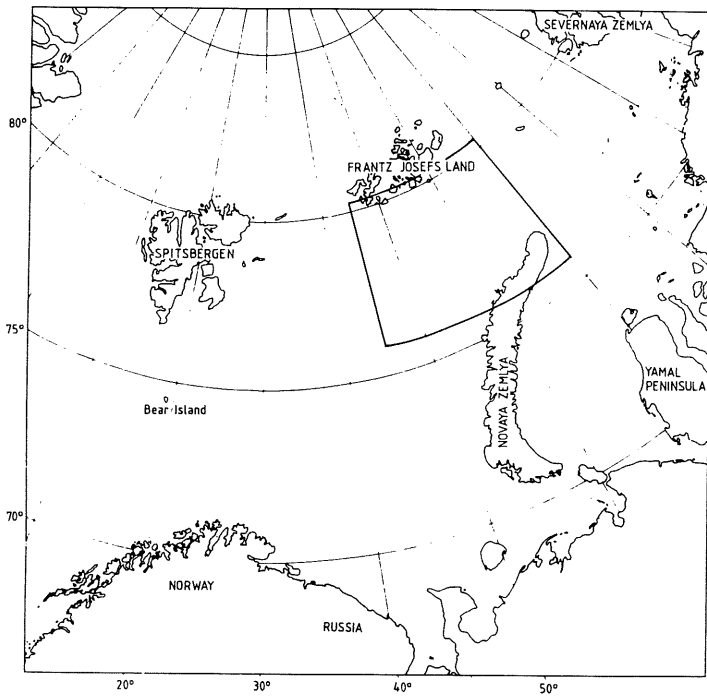 SEVERNAYA ZEMLYA
80°
FRANTZ JOSEFS LAND
SPITSBERGEN
75°
Bear Island
NOVAYA ZEMLYA
YAMAL
PENINSULA
70°
NORWAY
RUSSIA
20°
30°
40°
50°